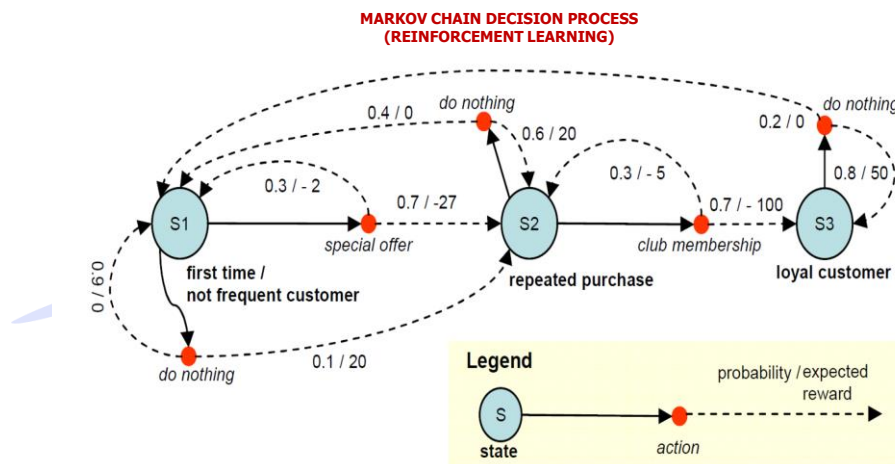 MARKOV CHAIN DECISION PROCESS
(REINFORCEMENT LEARNING)
do nothing
do nothing
0.4 / 0
0.6 / 20
0.2 / 0
0.3 / - 2
0.3 / - 5
0.8 / 50
0.7 / -27
0.7 / - 100
S1
S2
S3
special offer
club membership
first time /
not frequent customer
repeated purchase
loyal customer
0.9 / 0
0.1 / 20
do nothing
Legend
probability / expected
reward
S
state
action